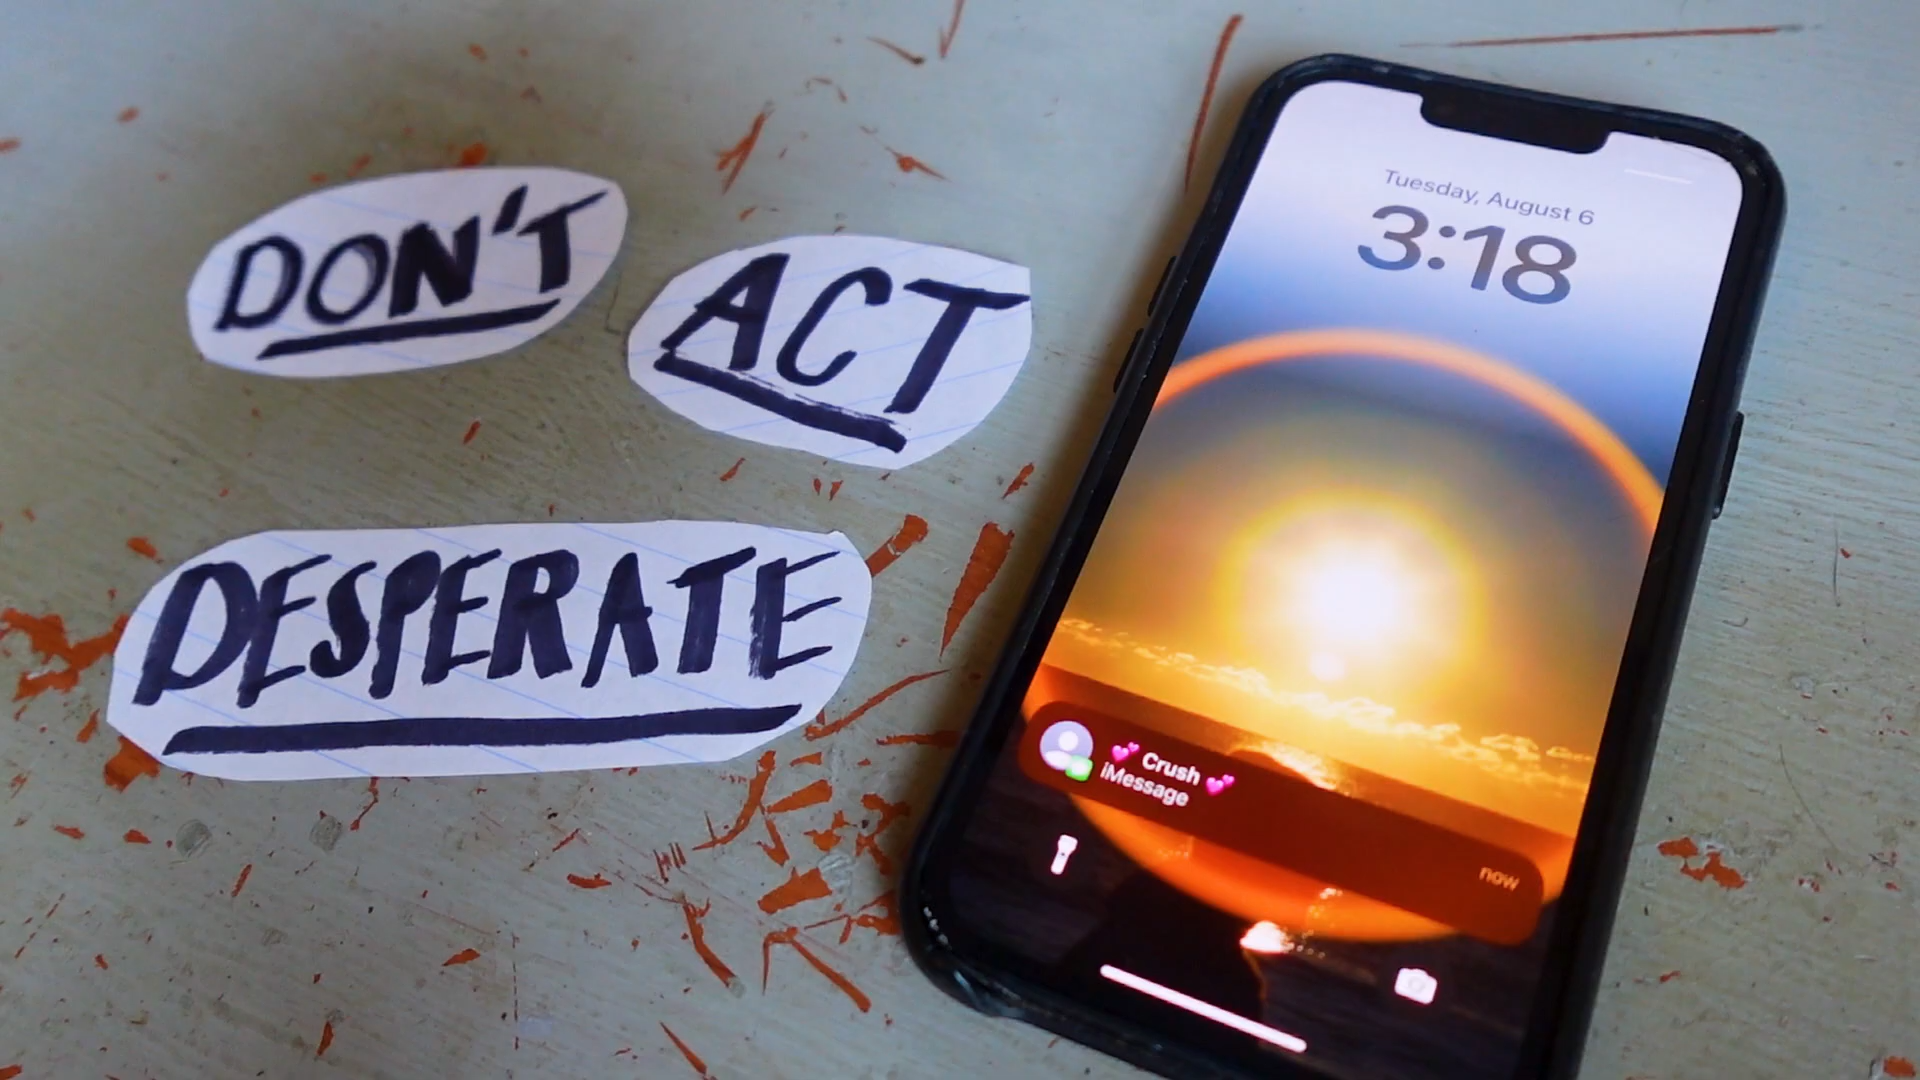 DON'T
ACT
DESPERATE
Tuesday, August 6
3:18
💕 Crush 💕
iMessage
now